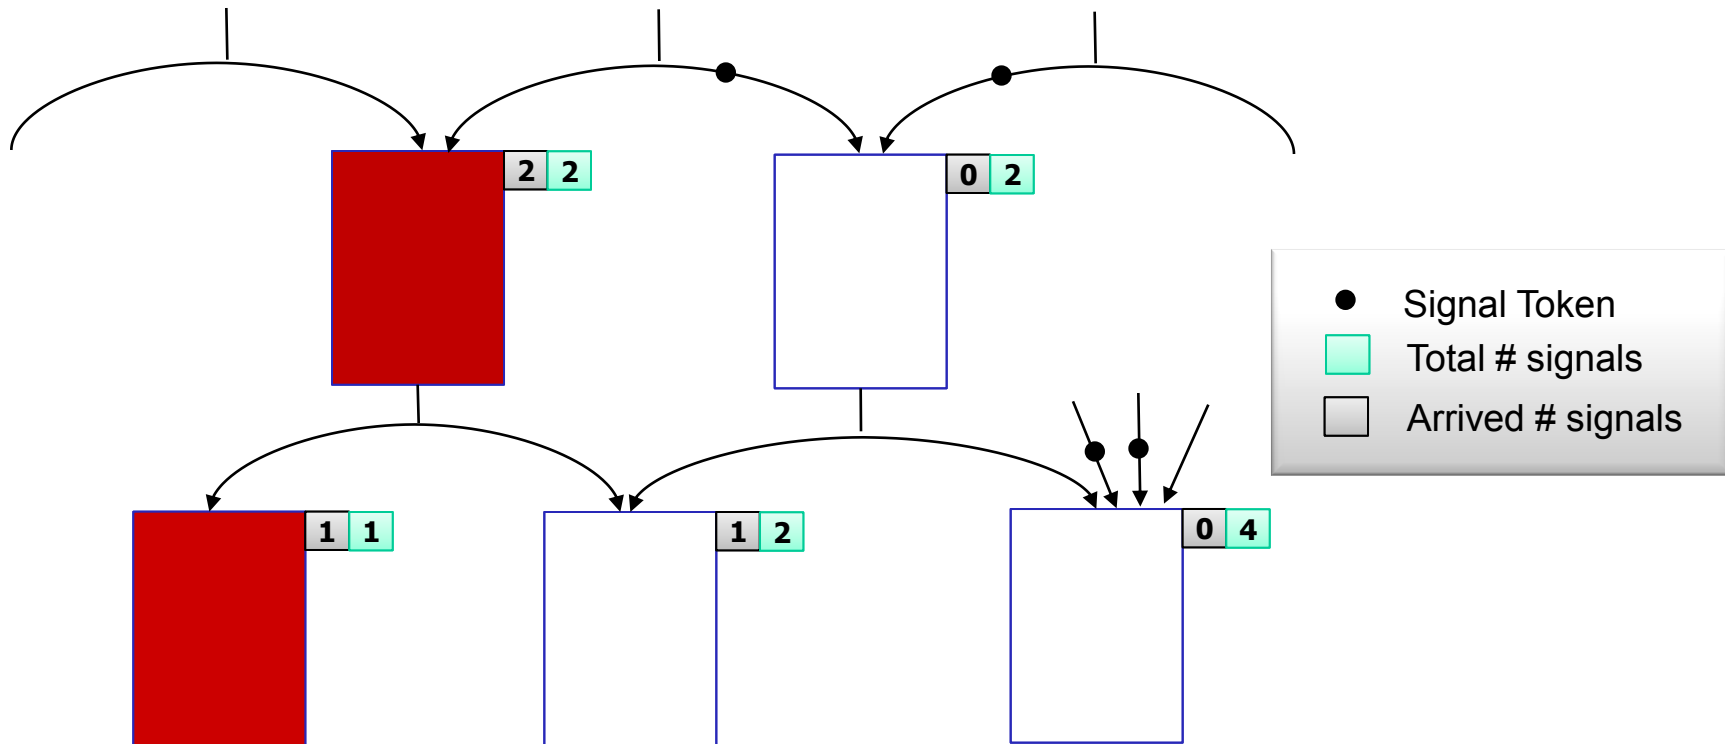 2 2
0 2
Signal Token
Total # signals
Arrived # signals
1 1
1 2
0 4